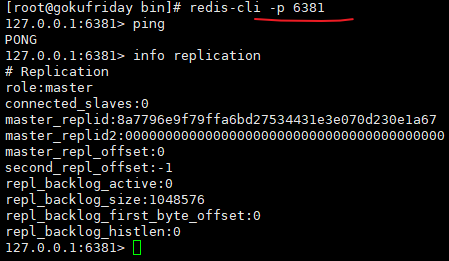 [root@gokufriday bin]# redis-cli -p 6381
127.0.0.1:6381> ping
PONG
127.0.0.1:6381> info replication
# Replication
role:master
connected_slaves:0
master_replid:8a7796e9f79ffa6bd27534431e3e070d230e1a67
master_replid2:0000000000000000000000000000000000000000
master_repl_offset:0
second_repl_offset:-1
repl_backlog_active:0
repl_backlog_size:1048576
repl_backlog_first_byte_offset:0
repl_backlog_histlen:0
127.0.0.1:6381>